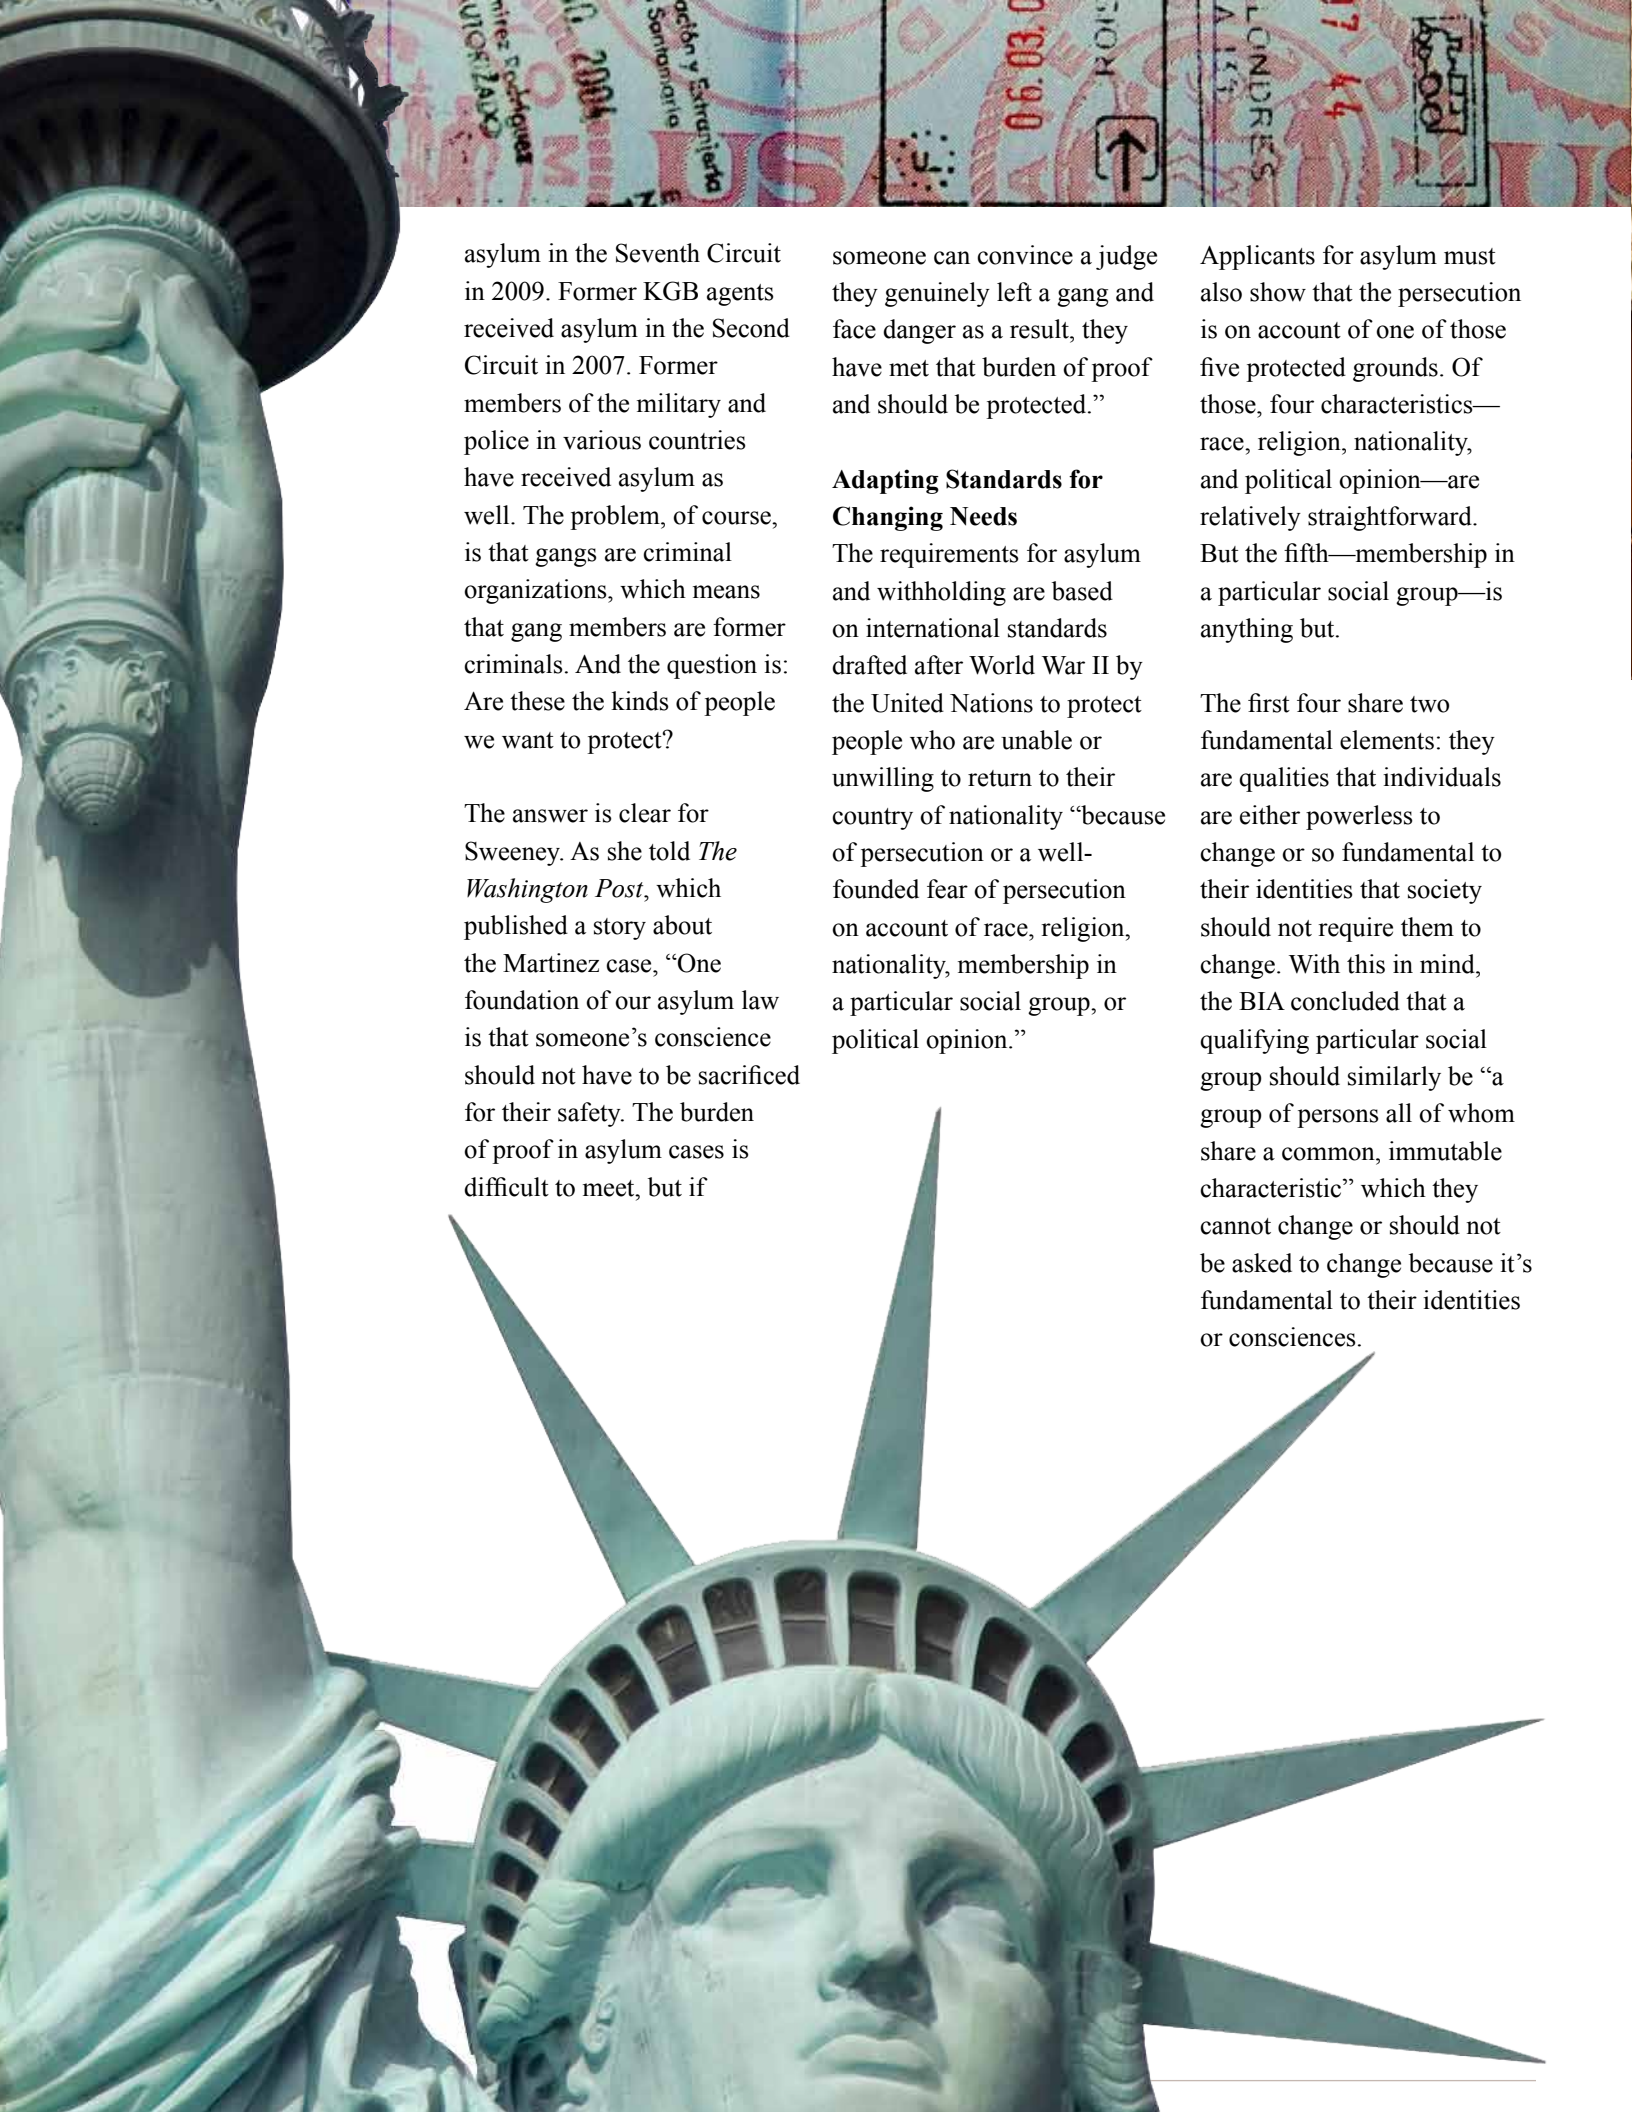 2004
AUTORIZADO
Santamaría
USA
06.03.0
LONDRES
US
asylum in the Seventh Circuit
in 2009. Former KGB agents
received asylum in the Second
Circuit in 2007. Former
members of the military and
police in various countries
have received asylum as
well. The problem, of course,
is that gangs are criminal
organizations, which means
that gang members are former
criminals. And the question is:
Are these the kinds of people
we want to protect?
The answer is clear for
Sweeney. As she told The
Washington Post, which
published a story about
the Martinez case, “One
foundation of our asylum law
is that someone’s conscience
should not have to be sacrificed
for their safety. The burden
of proof in asylum cases is
difficult to meet, but if
someone can convince a judge
they genuinely left a gang and
face danger as a result, they
have met that burden of proof
and should be protected.”
Adapting Standards for
Changing Needs
The requirements for asylum
and withholding are based
on international standards
drafted after World War II by
the United Nations to protect
people who are unable or
unwilling to return to their
country of nationality “because
of persecution or a well-
founded fear of persecution
on account of race, religion,
nationality, membership in
a particular social group, or
political opinion.”
Applicants for asylum must
also show that the persecution
is on account of one of those
five protected grounds. Of
those, four characteristics—
race, religion, nationality,
and political opinion—are
relatively straightforward.
But the fifth—membership in
a particular social group—is
anything but.
The first four share two
fundamental elements: they
are qualities that individuals
are either powerless to
change or so fundamental to
their identities that society
should not require them to
change. With this in mind,
the BIA concluded that a
qualifying particular social
group should similarly be “a
group of persons all of whom
share a common, immutable
characteristic” which they
cannot change or should not
be asked to change because it’s
fundamental to their identities
or consciences.